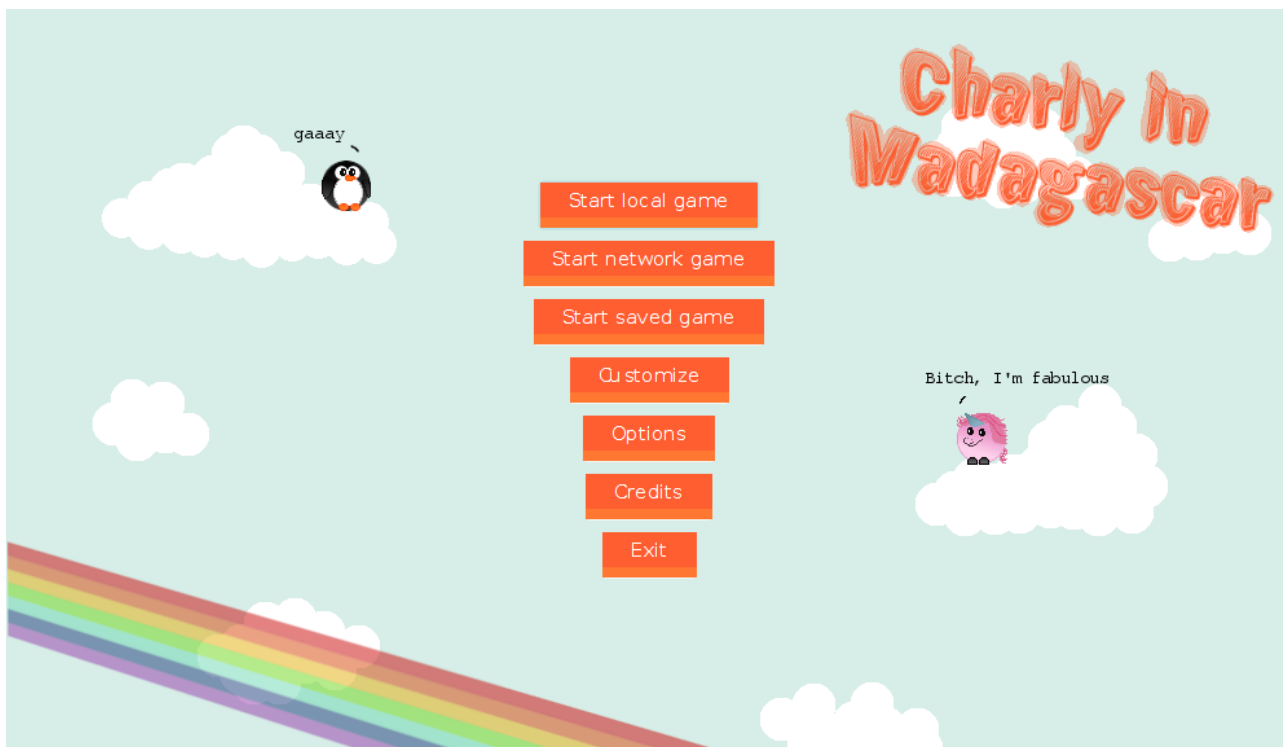 Charly in
Madagascar
gaaay
Start local game
Start network game
Start saved game
Customize
Bitch, I'm fabulous
Options
Credits
Exit